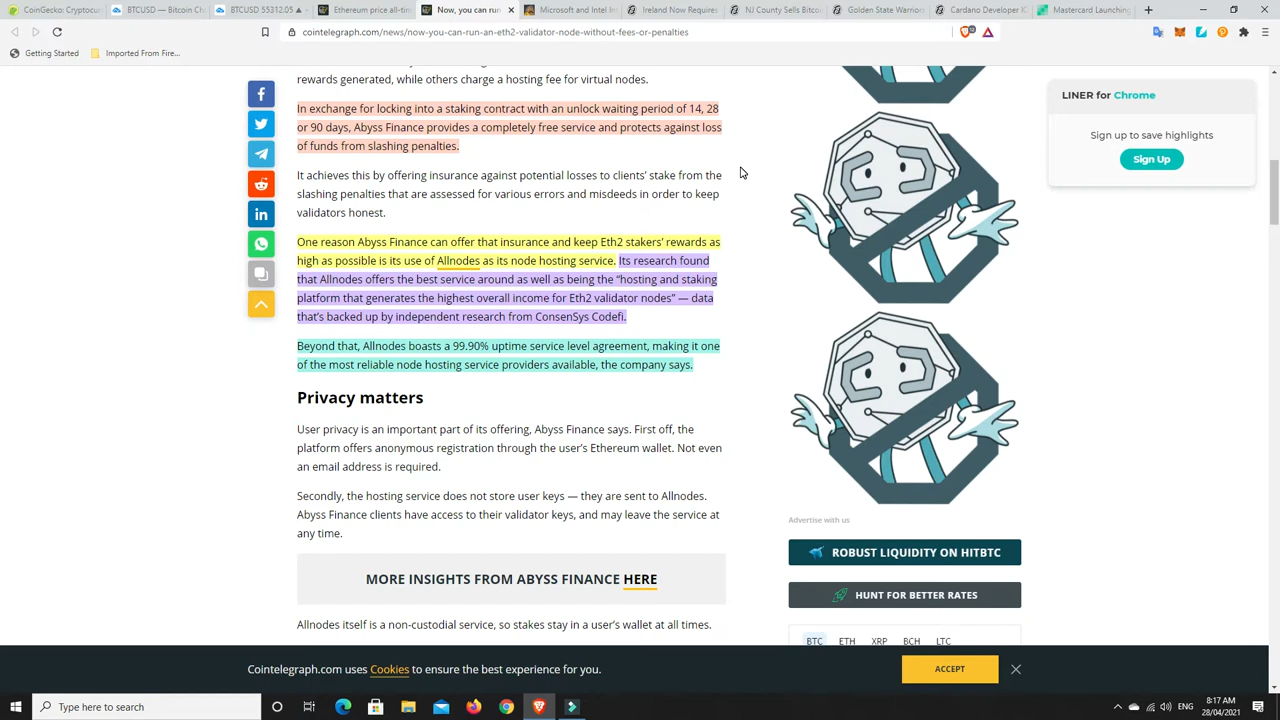 CoinGecko: Cryptocur
BTCUSD — Bitcoin Cha
BTCUSD 55312.05 ▲
Ethereum price all-tim
Now, you can run
Microsoft and Intel Int
Ireland Now Requires
NJ County Sells Bitcoi
Golden State Warriors
Cardano Developer IO
Mastercard Launching
cointelegraph.com/news/now-you-can-run-an-eth2-validator-node-without-fees-or-penalties
Getting Started
Imported From Fire...
rewards generated, while others charge a hosting fee for virtual nodes.
In exchange for locking into a staking contract with an unlock waiting period of 14, 28
or 90 days, Abyss Finance provides a completely free service and protects against loss
of funds from slashing penalties.
It achieves this by offering insurance against potential losses to clients' stake from the
slashing penalties that are assessed for various errors and misdeeds in order to keep
validators honest.
One reason Abyss Finance can offer that insurance and keep Eth2 stakers' rewards as
high as possible is its use of Allnodes as its node hosting service. Its research found
that Allnodes offers the best service around as well as being the “hosting and staking
platform that generates the highest overall income for Eth2 validator nodes” — data
that's backed up by independent research from ConsenSys Codefi.
Beyond that, Allnodes boasts a 99.90% uptime service level agreement, making it one
of the most reliable node hosting service providers available, the company says.
Privacy matters
User privacy is an important part of its offering, Abyss Finance says. First off, the
platform offers anonymous registration through the user's Ethereum wallet. Not even
an email address is required.
Secondly, the hosting service does not store user keys — they are sent to Allnodes.
Abyss Finance clients have access to their validator keys, and may leave the service at
any time.
MORE INSIGHTS FROM ABYSS FINANCE HERE
Allnodes itself is a non-custodial service, so stakes stay in a user's wallet at all times.
Advertise with us
ROBUST LIQUIDITY ON HITBTC
HUNT FOR BETTER RATES
BTC ETH XRP BCH LTC
LINER for Chrome
Sign up to save highlights
Sign Up
Cointelegraph.com uses Cookies to ensure the best experience for you.
ACCEPT
Type here to search
ENG
8:17 AM
28/04/2021